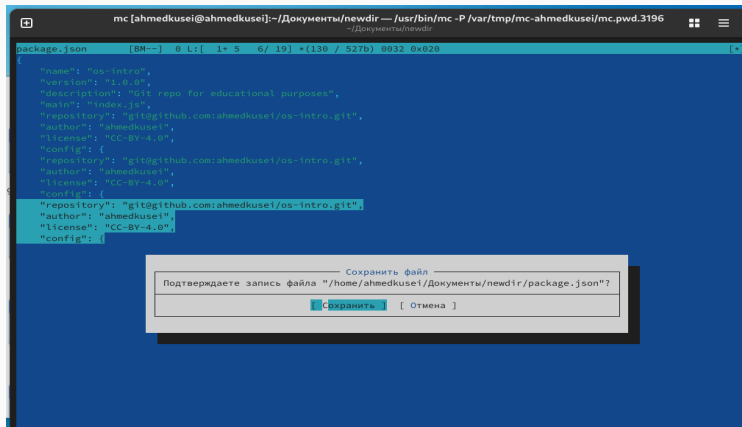 mc [ahmedkusei@ahmedkusei]:~/Документы/newdir — /usr/bin/mc -P /var/tmp/mc-ahmedkusei/mc.pwd.3196
~/Документы/newdir
package.json [BM--] 0 L:[ 1+ 5 6/ 19] *(130 / 527b) 0032 0x020 [*
{
"name": "os-intro",
"version": "1.0.0",
"description": "Git repo for educational purposes",
"main": "index.js",
"repository": "git@github.com:ahmedkusei/os-intro.git",
"author": "ahmedkusei",
"license": "CC-BY-4.0",
"config": {
"repository": "git@github.com:ahmedkusei/os-intro.git",
"author": "ahmedkusei",
"license": "CC-BY-4.0",
"config": {
"repository": "git@github.com:ahmedkusei/os-intro.git",
"author": "ahmedkusei",
"license": "CC-BY-4.0",
"config": {
Сохранить файл
Подтверждаете запись файла "/home/ahmedkusei/Документы/newdir/package.json"?
[ Сохранить ] [ Отмена ]